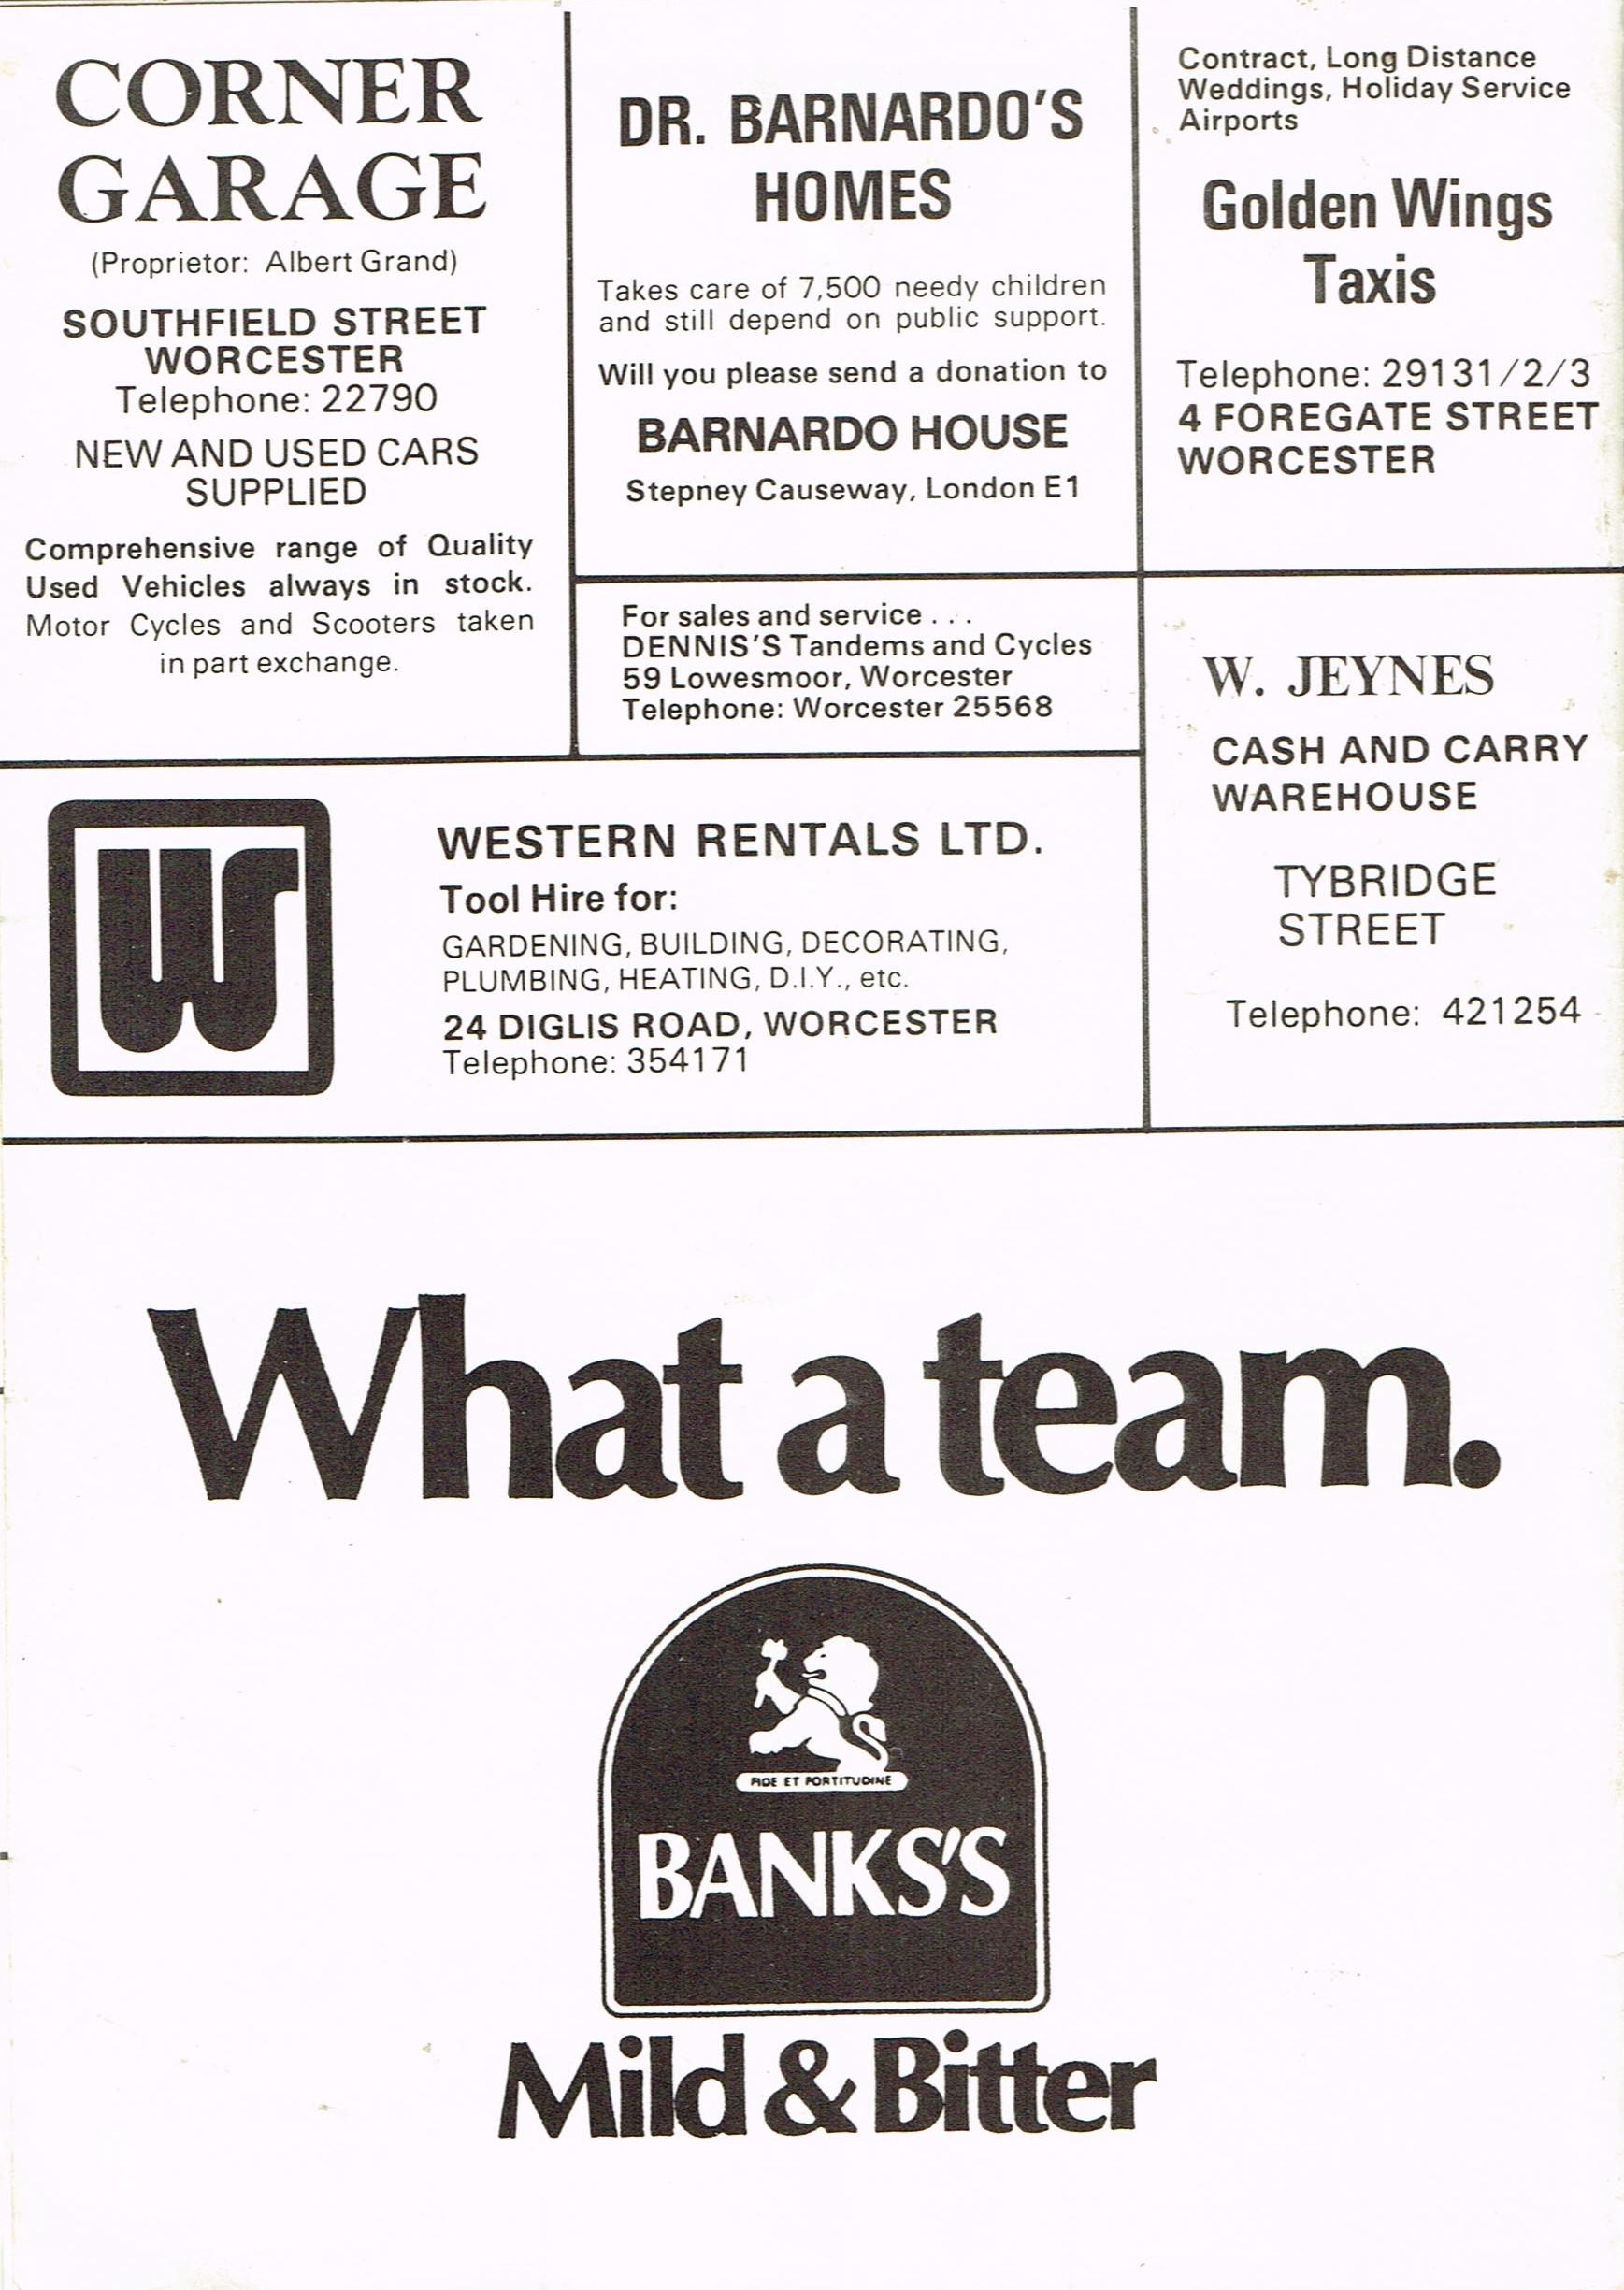 CORNER
GARAGE
(Proprietor: Albert Grand)
SOUTHFIELD STREET
WORCESTER
Telephone: 22790
NEW AND USED CARS
SUPPLIED
Comprehensive range of Quality
Used Vehicles always in stock.
Motor Cycles and Scooters taken
in part exchange.
DR. BARNARDO'S
HOMES
Takes care of 7,500 needy children
and still depend on public support.
Will you please send a donation to
BARNARDO HOUSE
Stepney Causeway, London E1
Contract, Long Distance
Weddings, Holiday Service
Airports
Golden Wings
Taxis
Telephone: 29131/2/3
4 FOREGATE STREET
WORCESTER
For sales and service . . .
DENNIS'S Tandems and Cycles
59 Lowesmoor, Worcester
Telephone: Worcester 25568
W. JEYNES
CASH AND CARRY
WAREHOUSE
TYBRIDGE
STREET
Telephone: 421254
W
WESTERN RENTALS LTD.
Tool Hire for:
GARDENING, BUILDING, DECORATING,
PLUMBING, HEATING, D.I.Y., etc.
24 DIGLIS ROAD, WORCESTER
Telephone: 354171
What a team.
FIDE ET FORTITUDINE
BANKS'S
Mild & Bitter